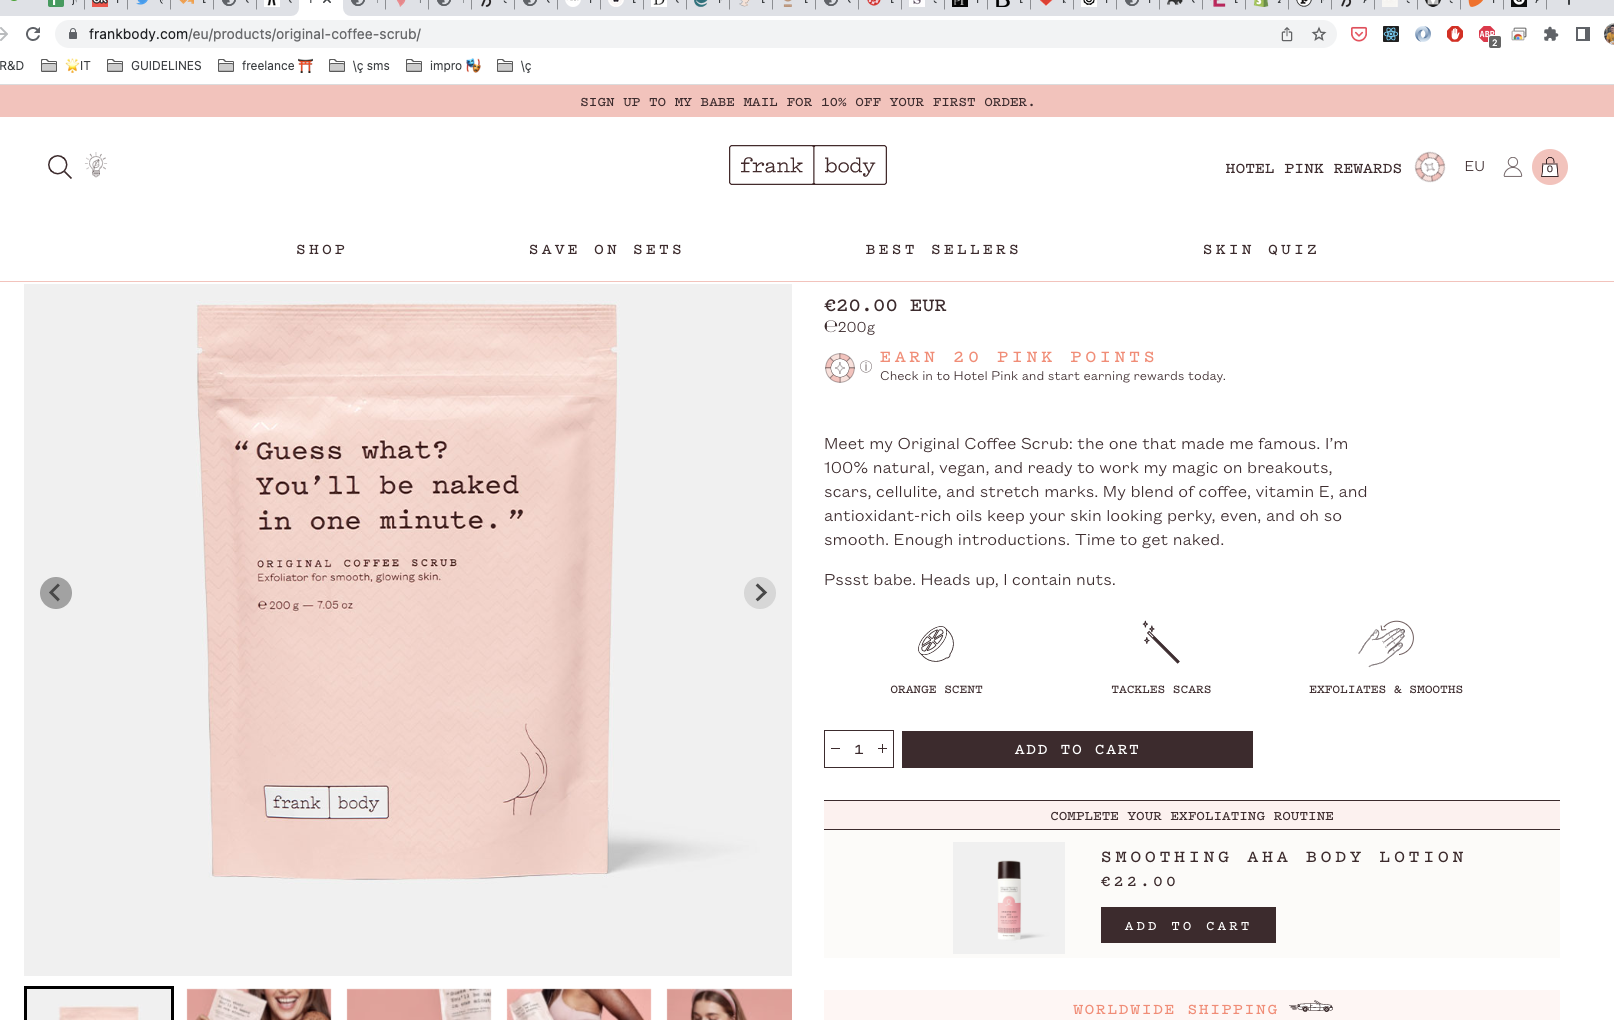 frankbody.com/eu/products/original-coffee-scrub/
2
R&D
IT
GUIDELINES
freelance
\ç sms
impro
\ç
SIGN UP TO MY BABE MAIL FOR 10% OFF YOUR FIRST ORDER.
frank body
HOTEL PINK REWARDS
EU
0
SHOP
SAVE ON SETS
BEST SELLERS
SKIN QUIZ
“Guess what?
You’ll be naked
in one minute.”
ORIGINAL COFFEE SCRUB
Exfoliator for smooth, glowing skin.
℮ 200 g — 7.05 oz
frank body
€20.00 EUR
℮200g
EARN 20 PINK POINTS
Check in to Hotel Pink and start earning rewards today.
Meet my Original Coffee Scrub: the one that made me famous. I’m
100% natural, vegan, and ready to work my magic on breakouts,
scars, cellulite, and stretch marks. My blend of coffee, vitamin E, and
antioxidant-rich oils keep your skin looking perky, even, and oh so
smooth. Enough introductions. Time to get naked.
Pssst babe. Heads up, I contain nuts.
ORANGE SCENT
TACKLES SCARS
EXFOLIATES & SMOOTHS
− 1 +
ADD TO CART
COMPLETE YOUR EXFOLIATING ROUTINE
SMOOTHING AHA BODY LOTION
€22.00
ADD TO CART
WORLDWIDE SHIPPING